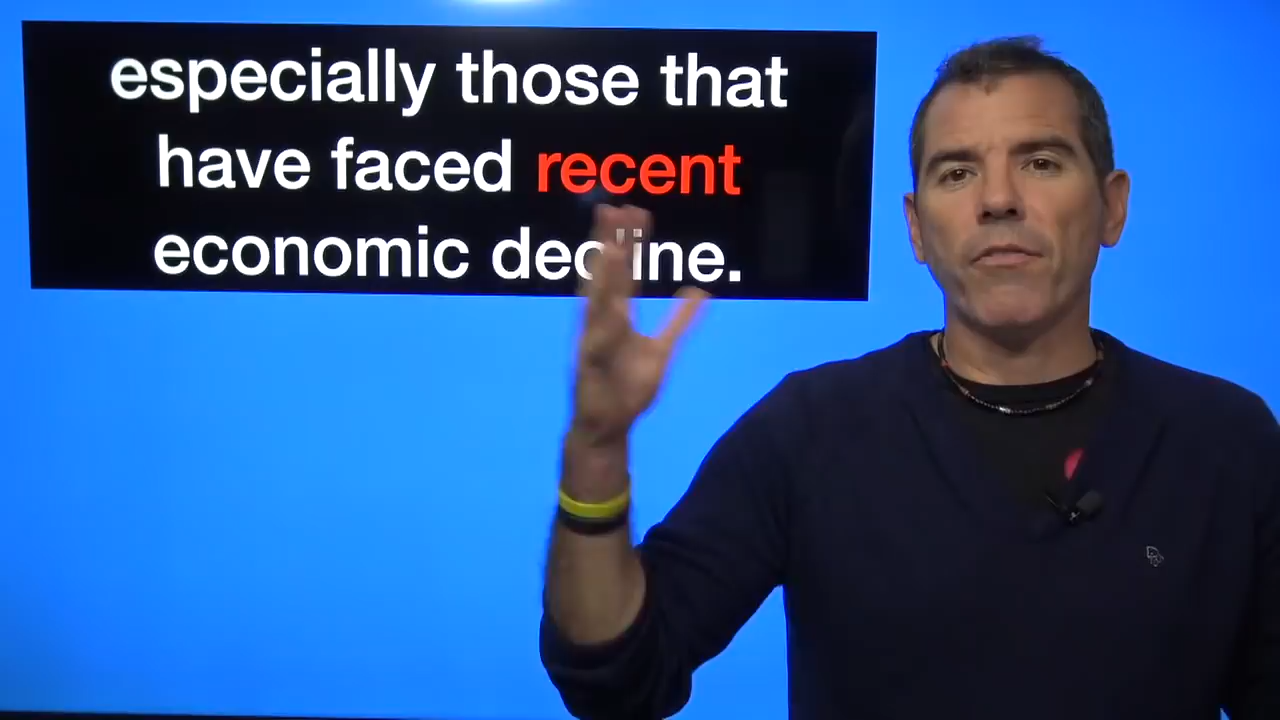 especially those that
have faced recent
economic decline.